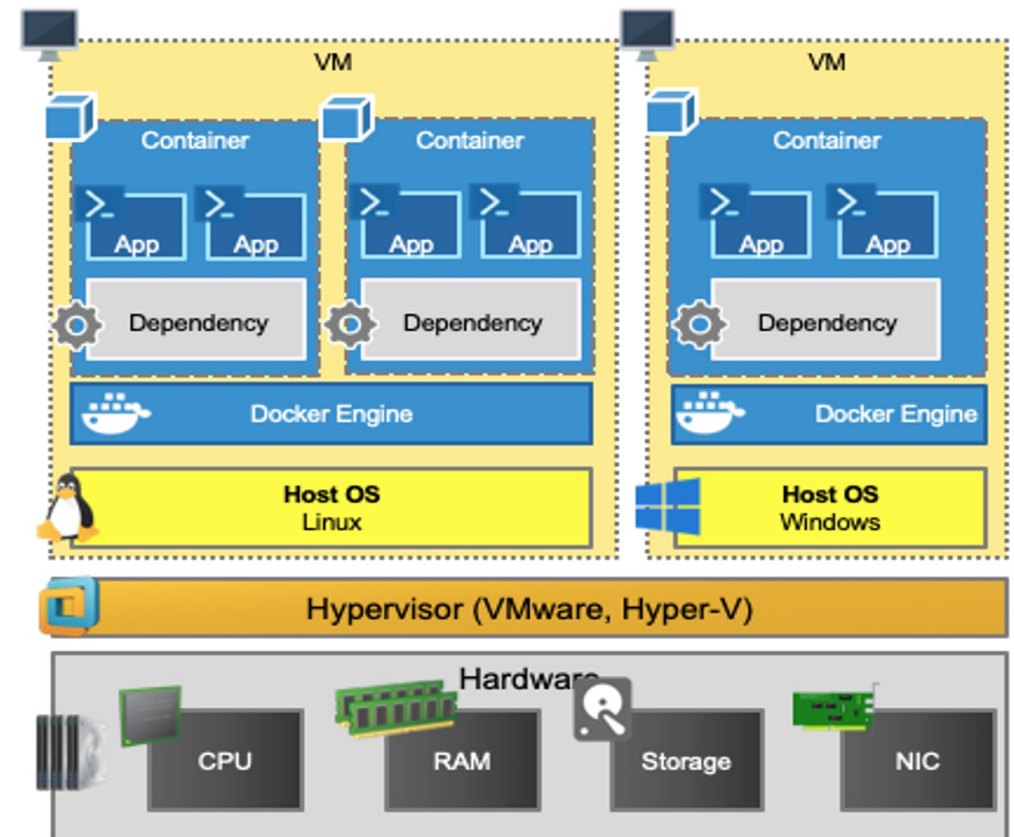 VM
VM
Container
Container
Container
App
App
App
App
App
App
Dependency
Dependency
Dependency
Docker Engine
Docker Engine
Host OS
Linux
Host OS
Windows
Hypervisor (VMware, Hyper-V)
Hardware
CPU
RAM
Storage
NIC